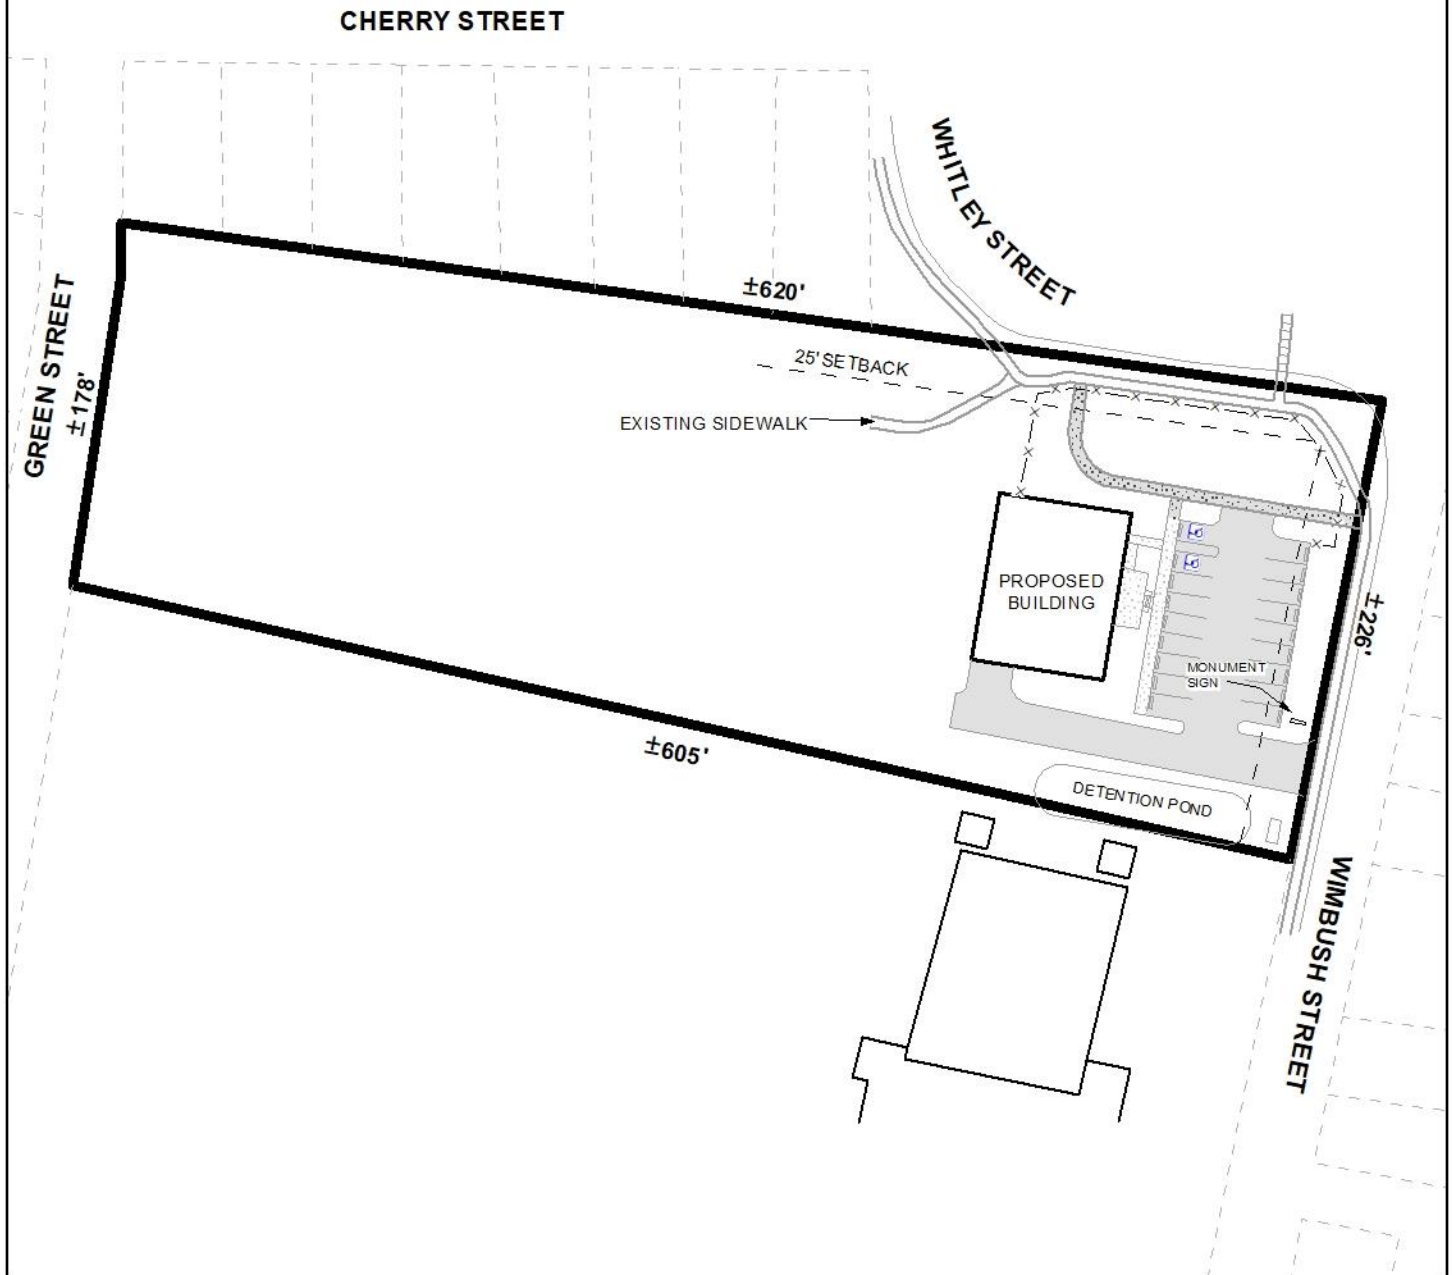 CHERRY STREET
WHITLEY STREET
±620'
25' SETBACK
EXISTING SIDEWALK
GREEN STREET
±178'
PROPOSED
BUILDING
±226'
MONUMENT
SIGN
±605'
DETENTION POND
WIMBUSH STREET